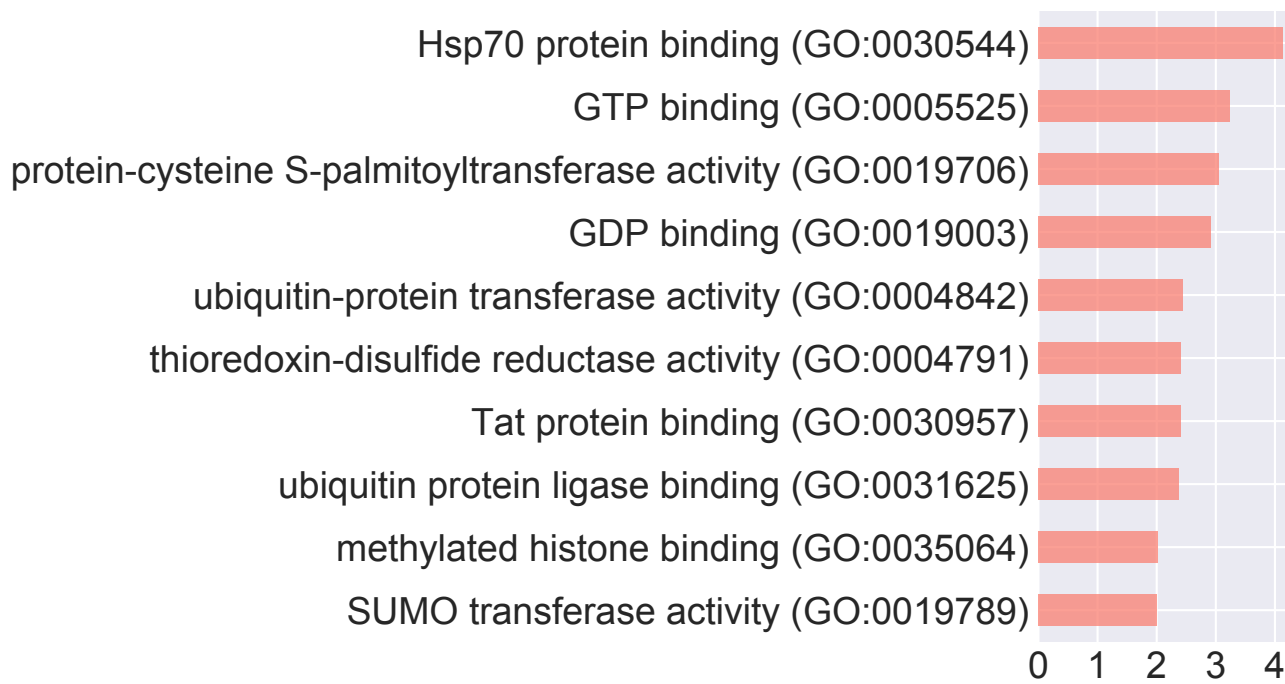 Hsp70 protein binding (GO:0030544)
GTP binding (GO:0005525)
protein-cysteine S-palmitoyltransferase activity (GO:0019706)
GDP binding (GO:0019003)
ubiquitin-protein transferase activity (GO:0004842)
thioredoxin-disulfide reductase activity (GO:0004791)
Tat protein binding (GO:0030957)
ubiquitin protein ligase binding (GO:0031625)
methylated histone binding (GO:0035064)
SUMO transferase activity (GO:0019789)
0 1 2 3 4